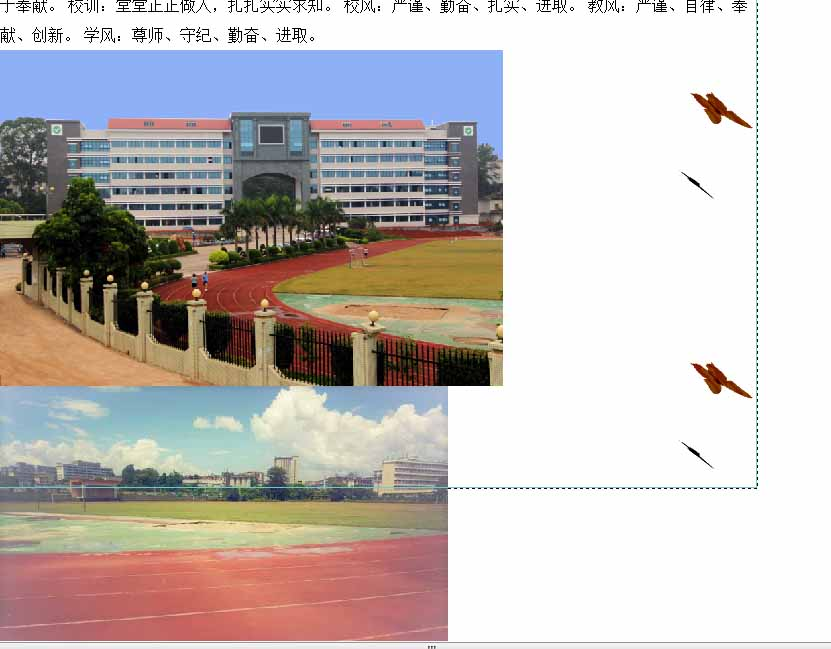 于奉献。 校训：堂堂正正做人，扎扎实实求知。 校风：严谨、勤奋、扎实、进取。 教风：严谨、自律、奉
献、创新。 学风：尊师、守纪、勤奋、进取。